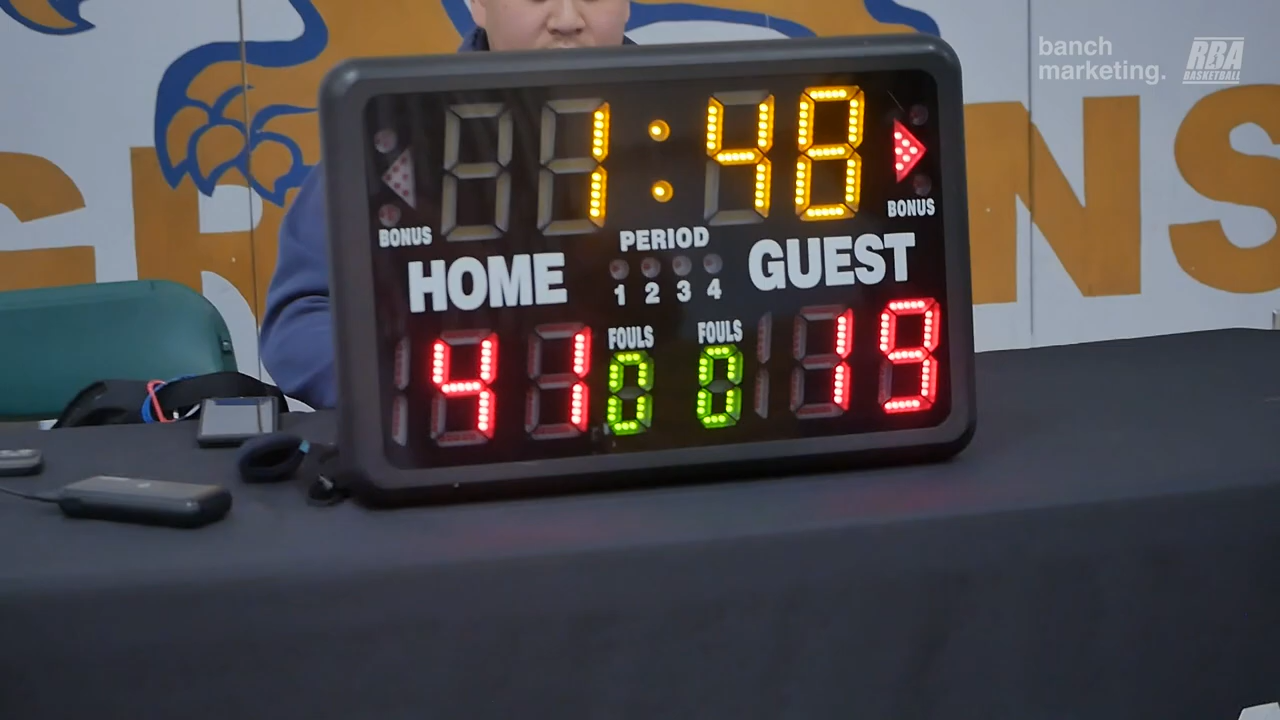 banch
marketing.
RBA
BASKETBALL
1:48
BONUS
BONUS
PERIOD
HOME
GUEST
1 2 3 4
FOULS
FOULS
41
0
0
19
NS